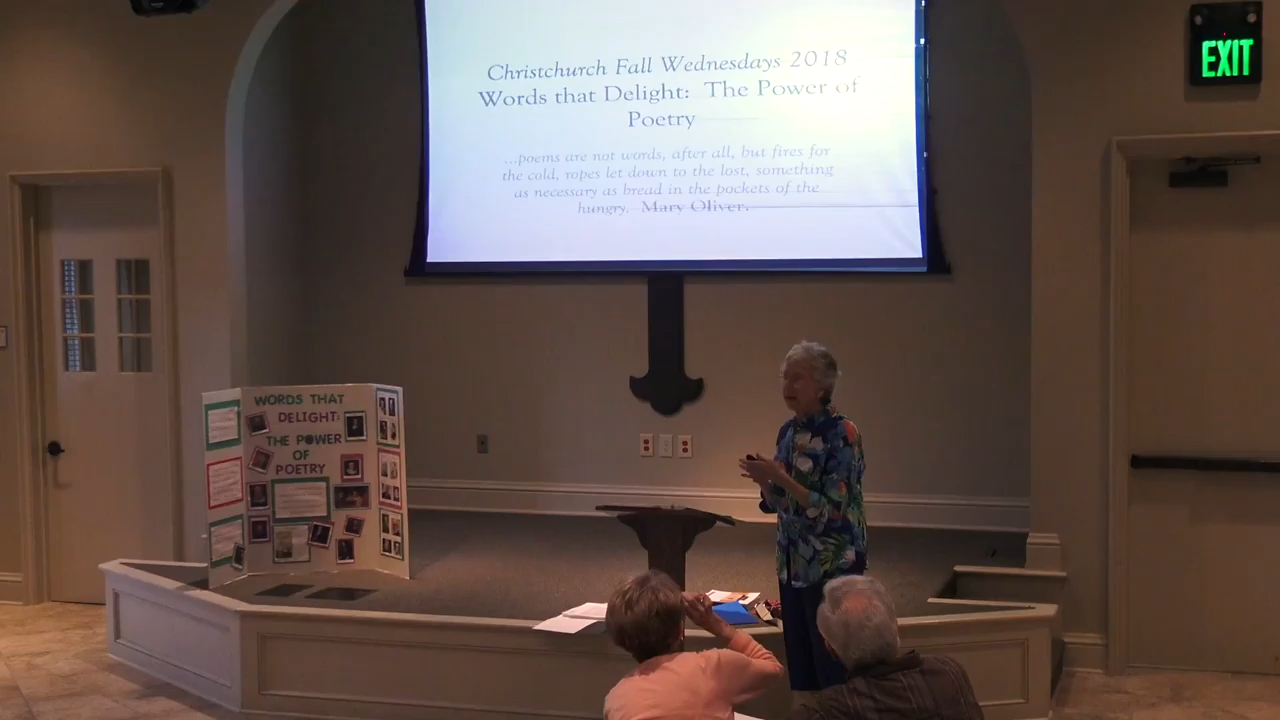 Christchurch Fall Wednesdays 2018
Words that Delight: The Power of
Poetry
...poems are not words, after all, but fires for
the cold, ropes let down to the lost, something
as necessary as bread in the pockets of the
hungry. Mary Oliver.
EXIT
WORDS THAT
DELIGHT:
THE POWER
OF
POETRY